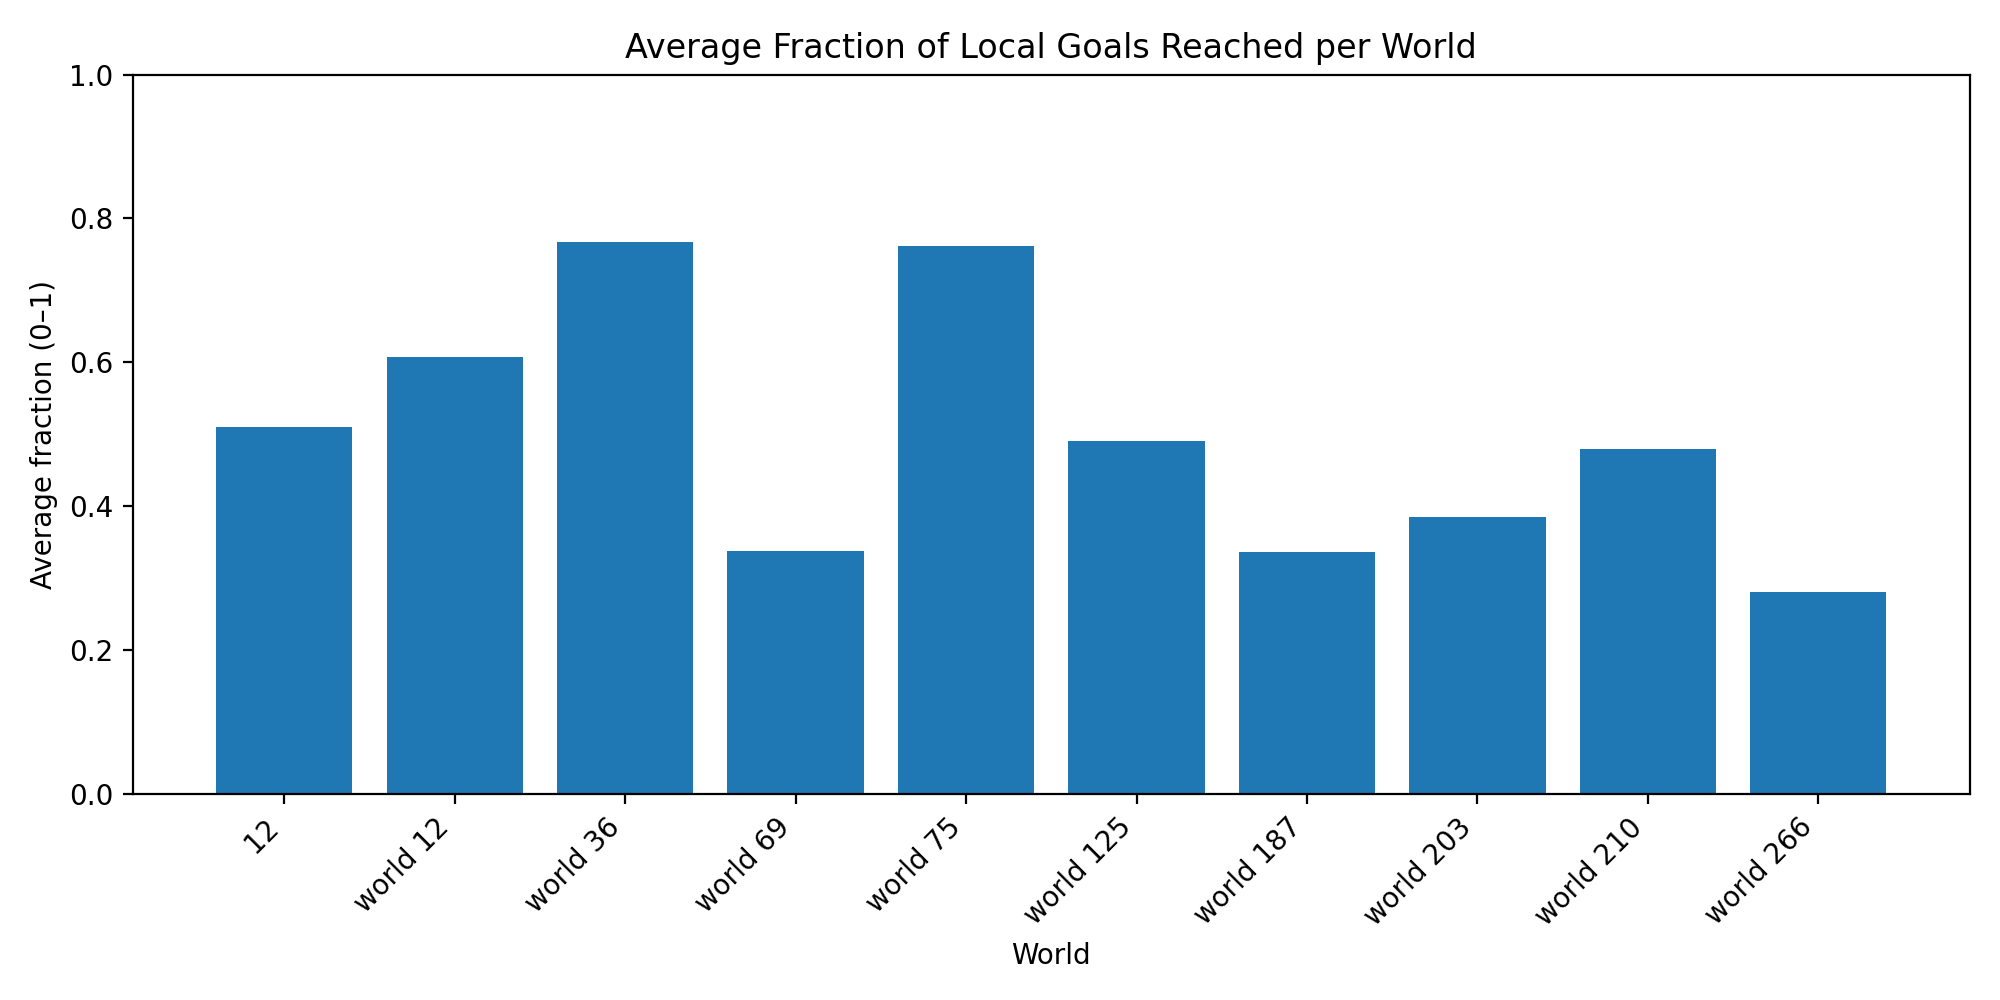 Average Fraction of Local Goals Reached per World
Average fraction (0–1)
1.0
0.8
0.6
0.4
0.2
0.0
12
world 12
world 36
world 69
world 75
world 125
world 187
world 203
world 210
world 266
World